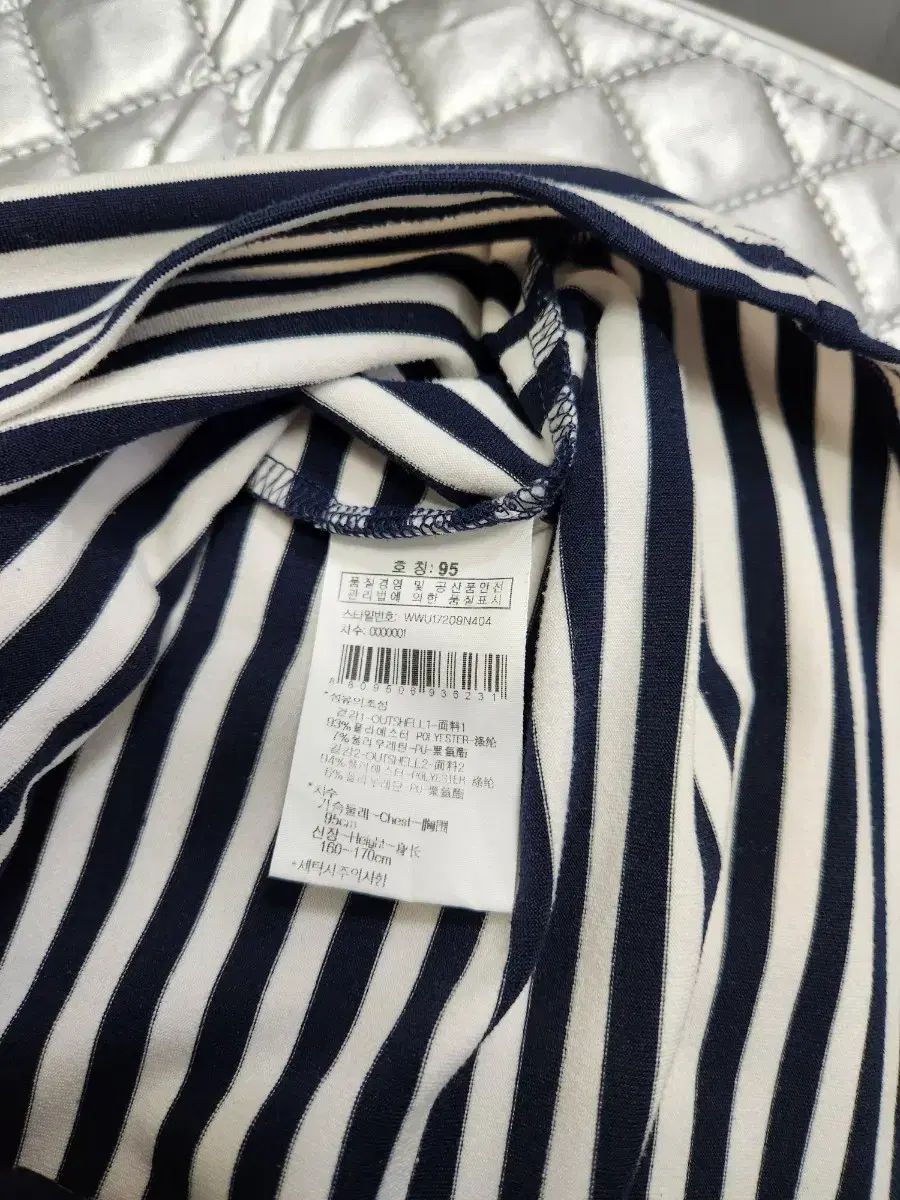 호 칭: 95
품질경영 및 공산품안전
관리법에 의한 품질표시
스타일번호: WWU17209N404
차수: 0000001
8 809508 936231
*섬유의조성
겉감1-OUTSHELL1-面料1
93%폴리에스터 POLYESTER-涤纶
7%폴리우레탄-PU-聚氨酯
겉감2-OUTSHELL2-面料2
94%폴리에스터-POLYESTER 涤纶
6%폴리우레탄 PU-聚氨酯
*치수
가슴둘레-Chest-胸围
95cm
신장-Height-身长
160-170cm
*세탁시주의사항